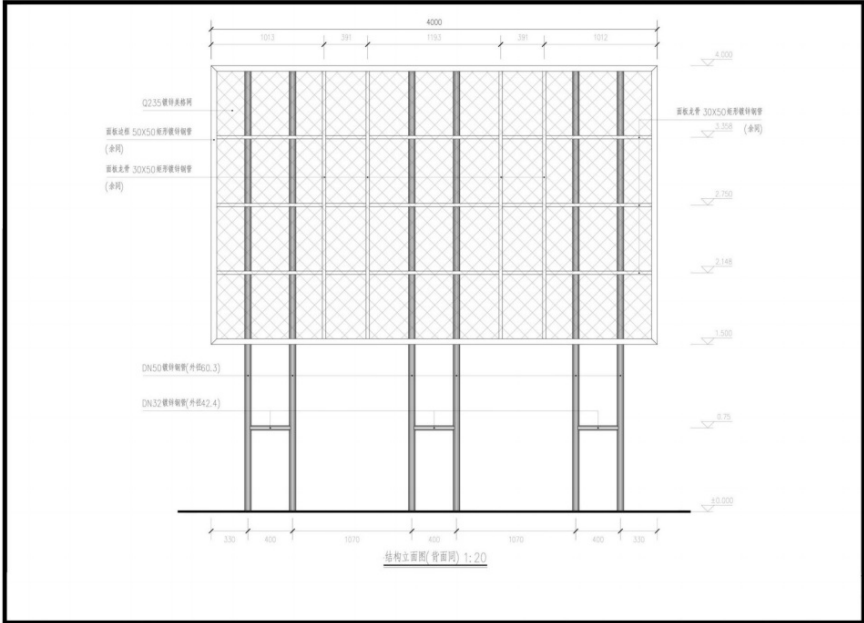 4000
1013 391 1193 391 1012
4.000
Q235镀锌美格网
面板龙骨 30X50矩形镀锌钢管
(余同)
面板边框 50X50矩形镀锌钢管
(余同)
3.358
面板龙骨 30X50矩形镀锌钢管
(余同)
2.750
2.148
1.500
DN50镀锌钢管(外径60.3)
DN32镀锌钢管(外径42.4)
0.75
±0.000
330 400 1070 400 1070 400 330
结构立面图(背面同) 1:20